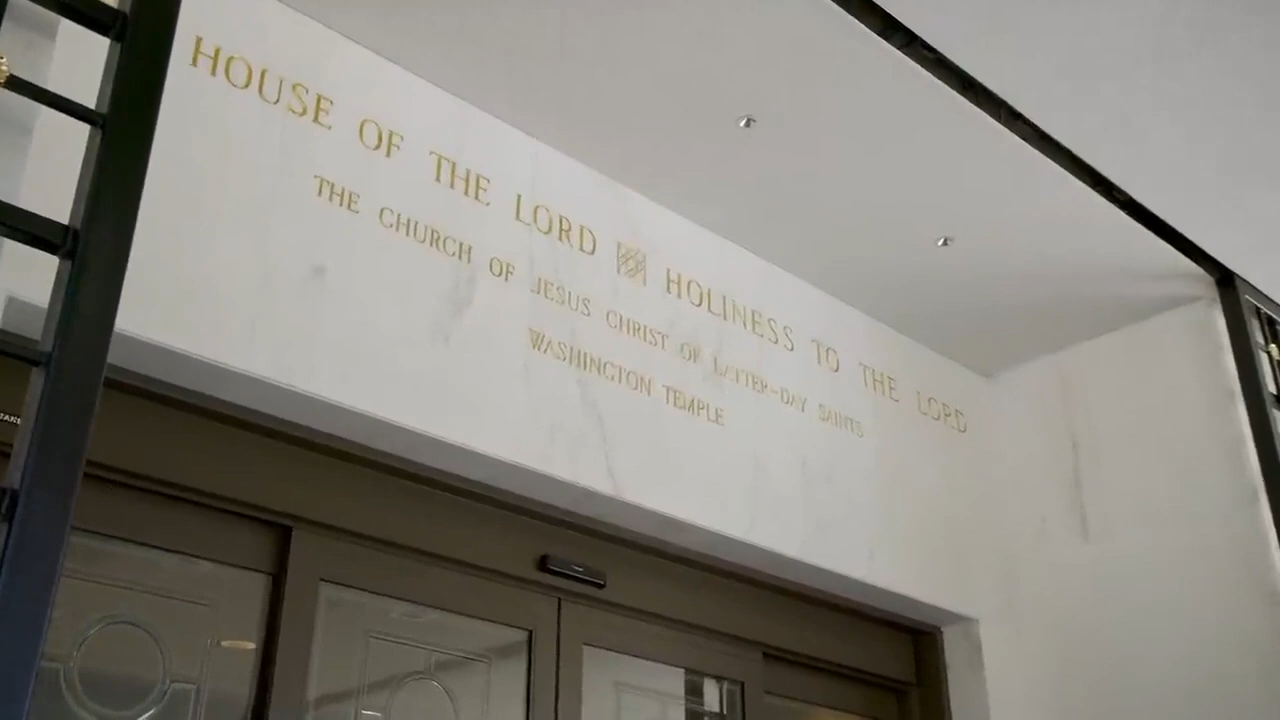 HOUSE OF THE LORD HOLINESS TO THE LORD
THE CHURCH OF JESUS CHRIST OF LATTER-DAY SAINTS
WASHINGTON TEMPLE